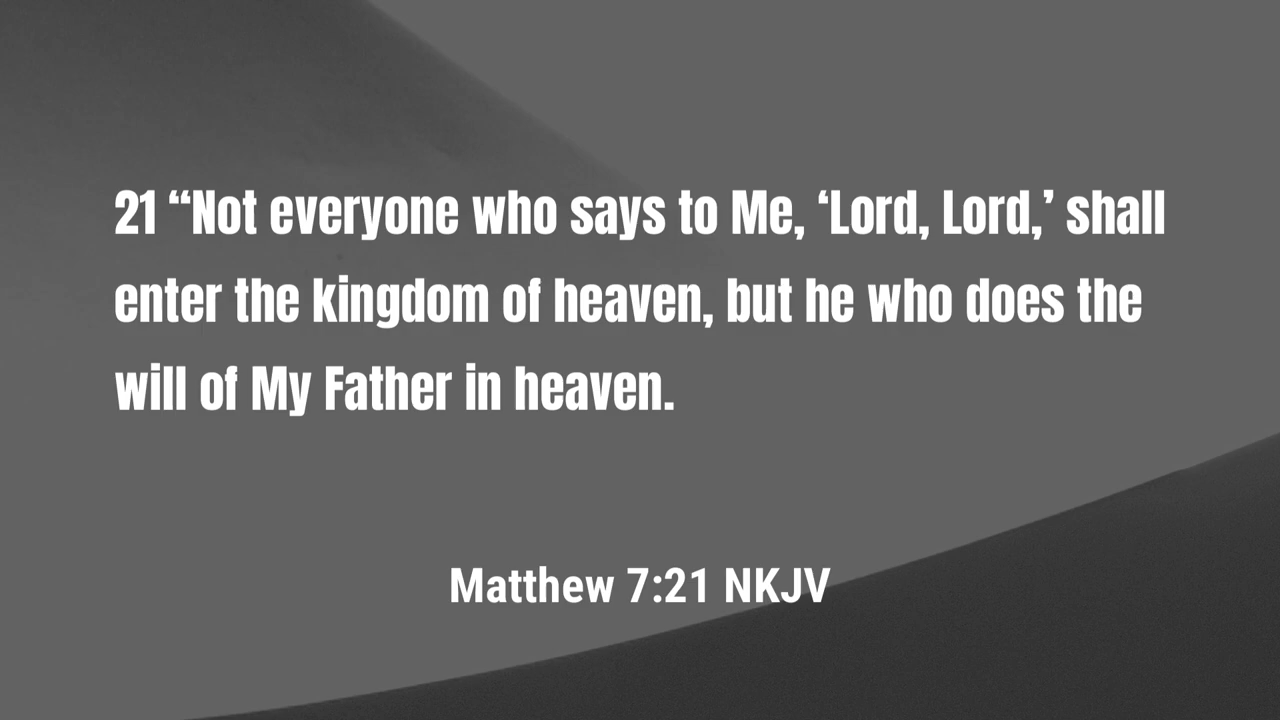 21 “Not everyone who says to Me, ‘Lord, Lord,’ shall
enter the kingdom of heaven, but he who does the
will of My Father in heaven.
Matthew 7:21 NKJV